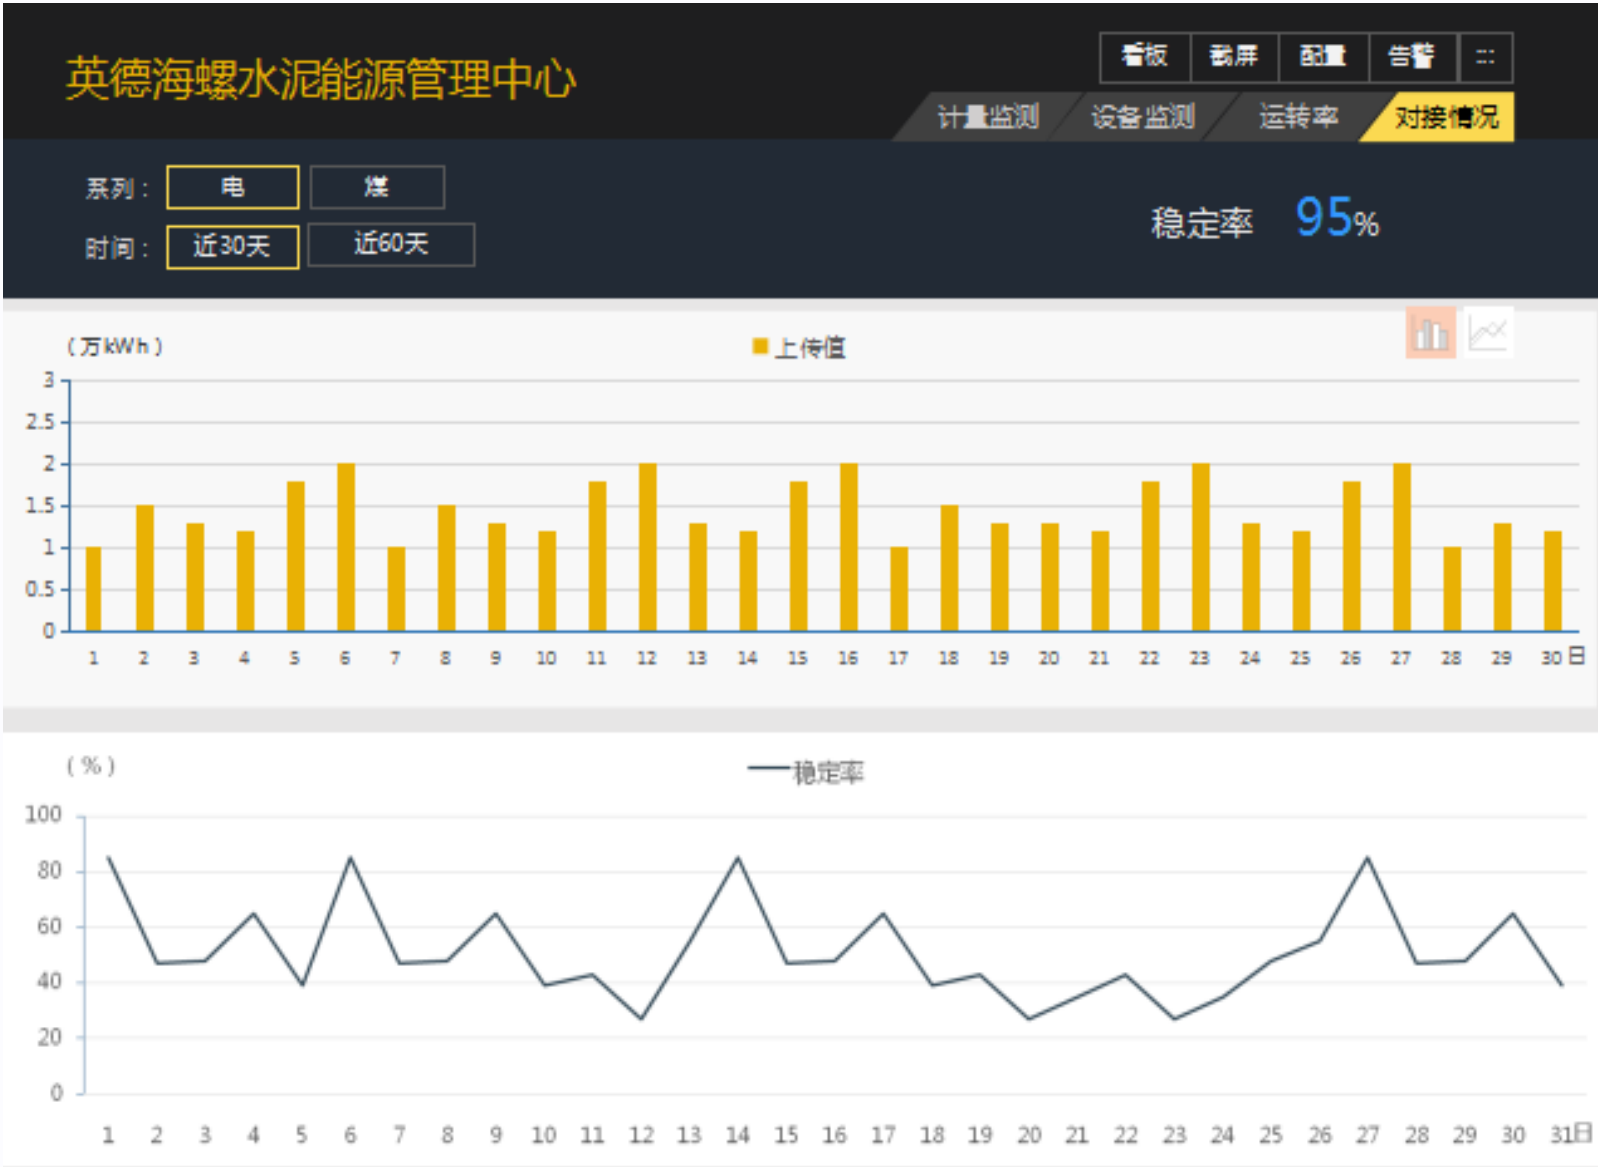 英德海螺水泥能源管理中心
看板 截屏 配置 告警 :::
计量监测 设备监测 运转率 对接情况
系列： 电 煤
时间： 近30天 近60天
稳定率 95%
（万kWh） 上传值
3
2.5
2
1.5
1
0.5
0
1 2 3 4 5 6 7 8 9 10 11 12 13 14 15 16 17 18 19 20 21 22 23 24 25 26 27 28 29 30 日
（%） 稳定率
100
80
60
40
20
0
1 2 3 4 5 6 7 8 9 10 11 12 13 14 15 16 17 18 19 20 21 22 23 24 25 26 27 28 29 30 31日